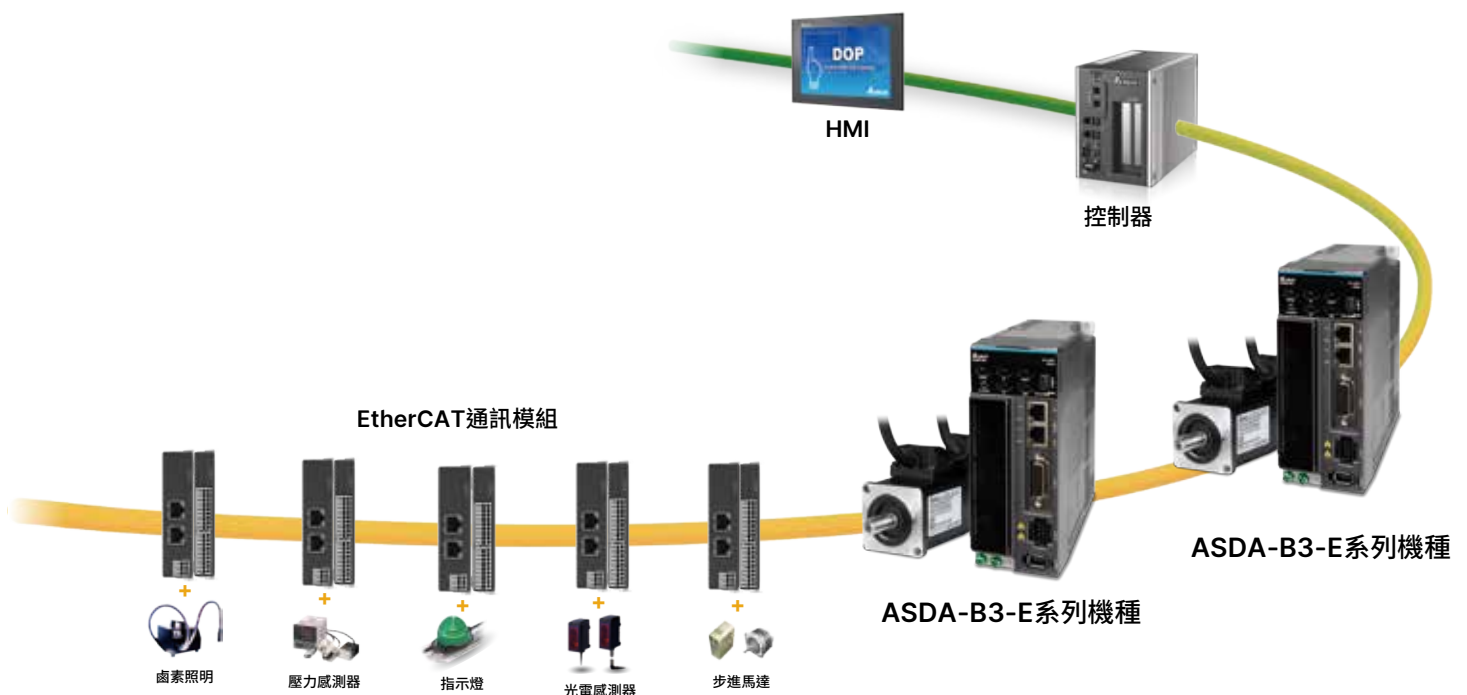 DOP
HMI
控制器
EtherCAT通訊模組
ASDA-B3-E系列機種
ASDA-B3-E系列機種
鹵素照明
壓力感測器
指示燈
光電感測器
步進馬達